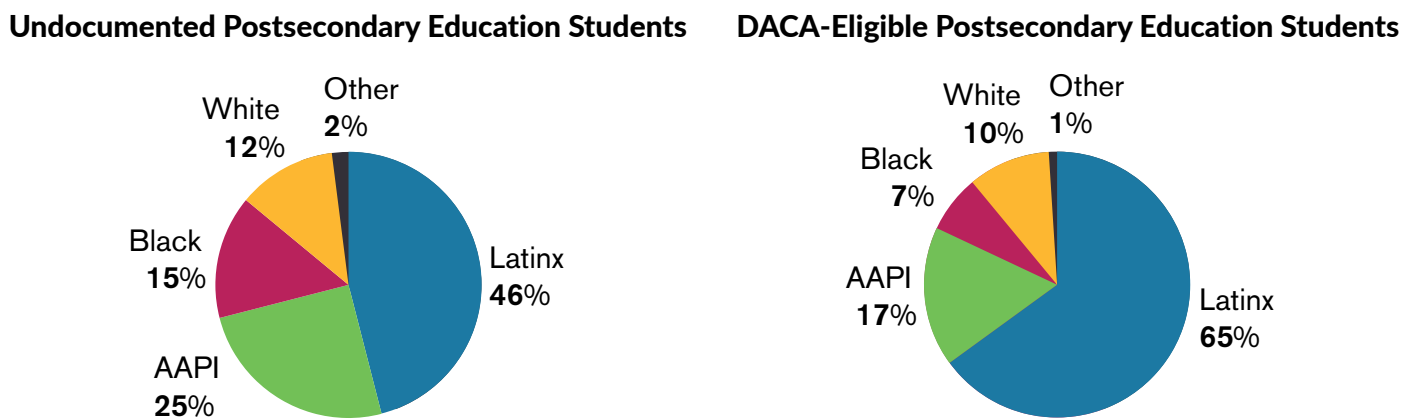 Undocumented Postsecondary Education Students
Other
2%
White
12%
Black
15%
AAPI
25%
Latinx
46%
DACA-Eligible Postsecondary Education Students
Other
1%
White
10%
Black
7%
AAPI
17%
Latinx
65%